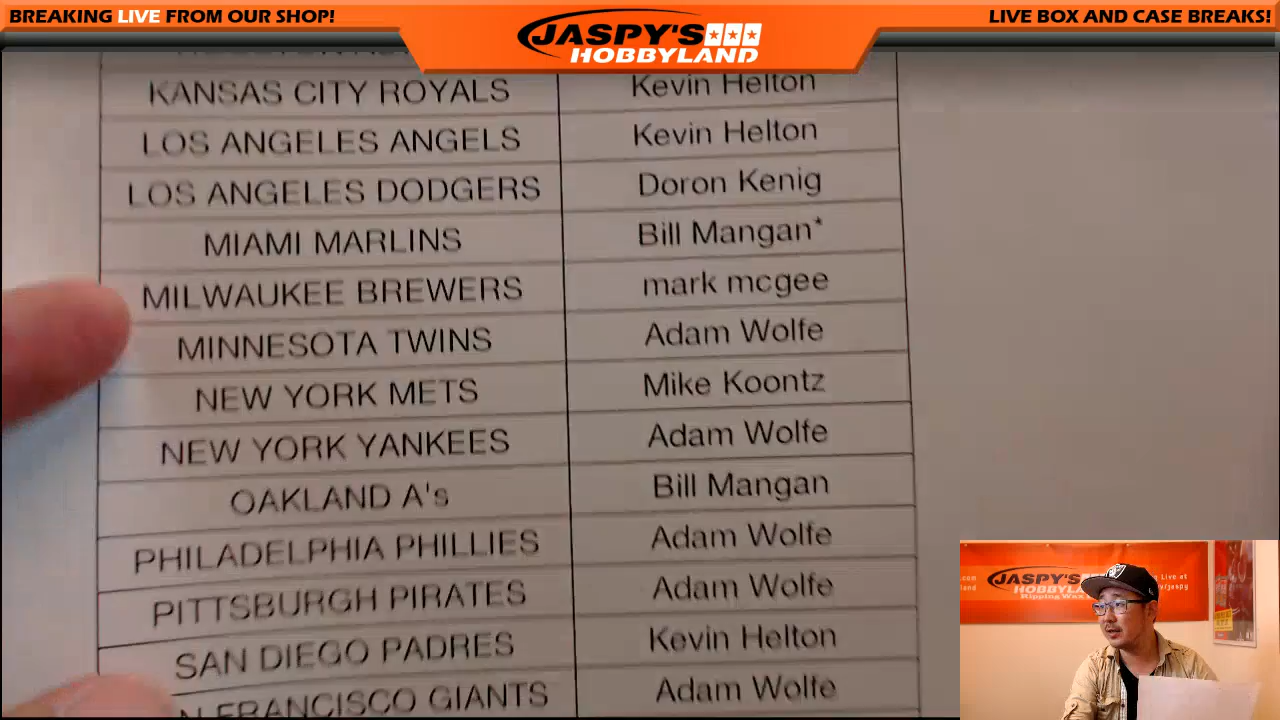 BREAKING LIVE FROM OUR SHOP!
JASPY'S
HOBBYLAND
LIVE BOX AND CASE BREAKS!
KANSAS CITY ROYALS Kevin Helton
LOS ANGELES ANGELS Kevin Helton
LOS ANGELES DODGERS Doron Kenig
MIAMI MARLINS Bill Mangan*
MILWAUKEE BREWERS mark mcgee
MINNESOTA TWINS Adam Wolfe
NEW YORK METS Mike Koontz
NEW YORK YANKEES Adam Wolfe
OAKLAND A's Bill Mangan
PHILADELPHIA PHILLIES Adam Wolfe
PITTSBURGH PIRATES Adam Wolfe
SAN DIEGO PADRES Kevin Helton
FRANCISCO GIANTS Adam Wolfe
JASPY'S
HOBBYLAND
Live at